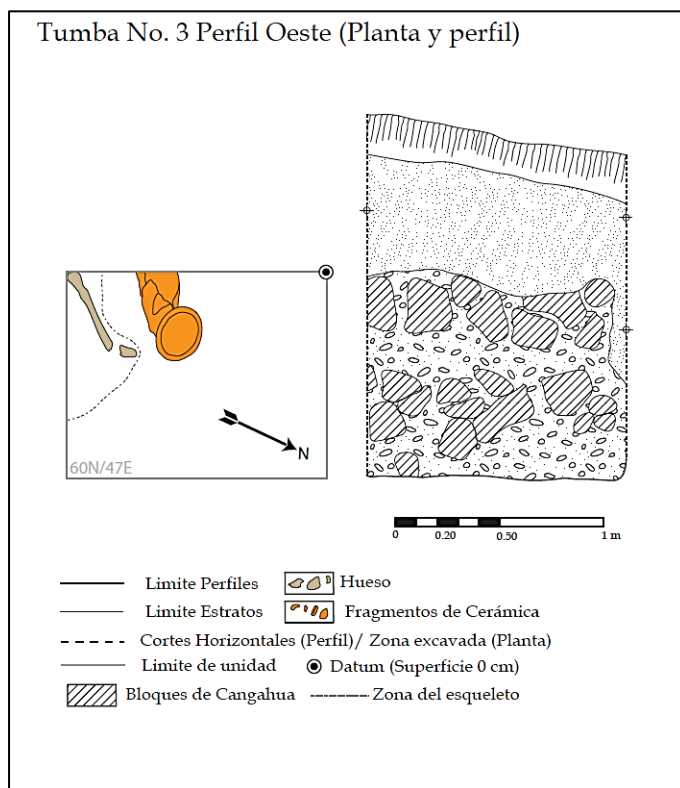 Tumba No. 3 Perfil Oeste (Planta y perfil)
N
60N/47E
0 0.20 0.50 1 m
Limite Perfiles Hueso
Limite Estratos Fragmentos de Cerámica
Cortes Horizontales (Perfil)/ Zona excavada (Planta)
Limite de unidad Datum (Superficie 0 cm)
Bloques de Cangahua Zona del esqueleto